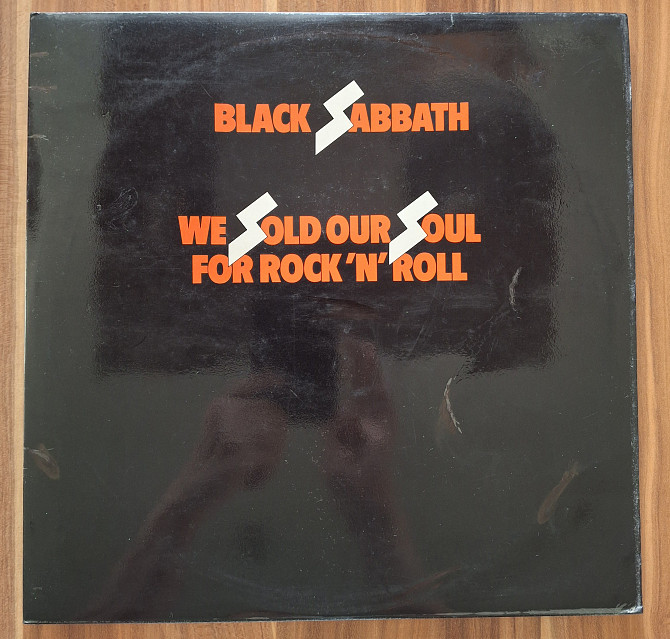 BLACK SABBATH
WE SOLD OUR SOUL
FOR ROCK 'N' ROLL